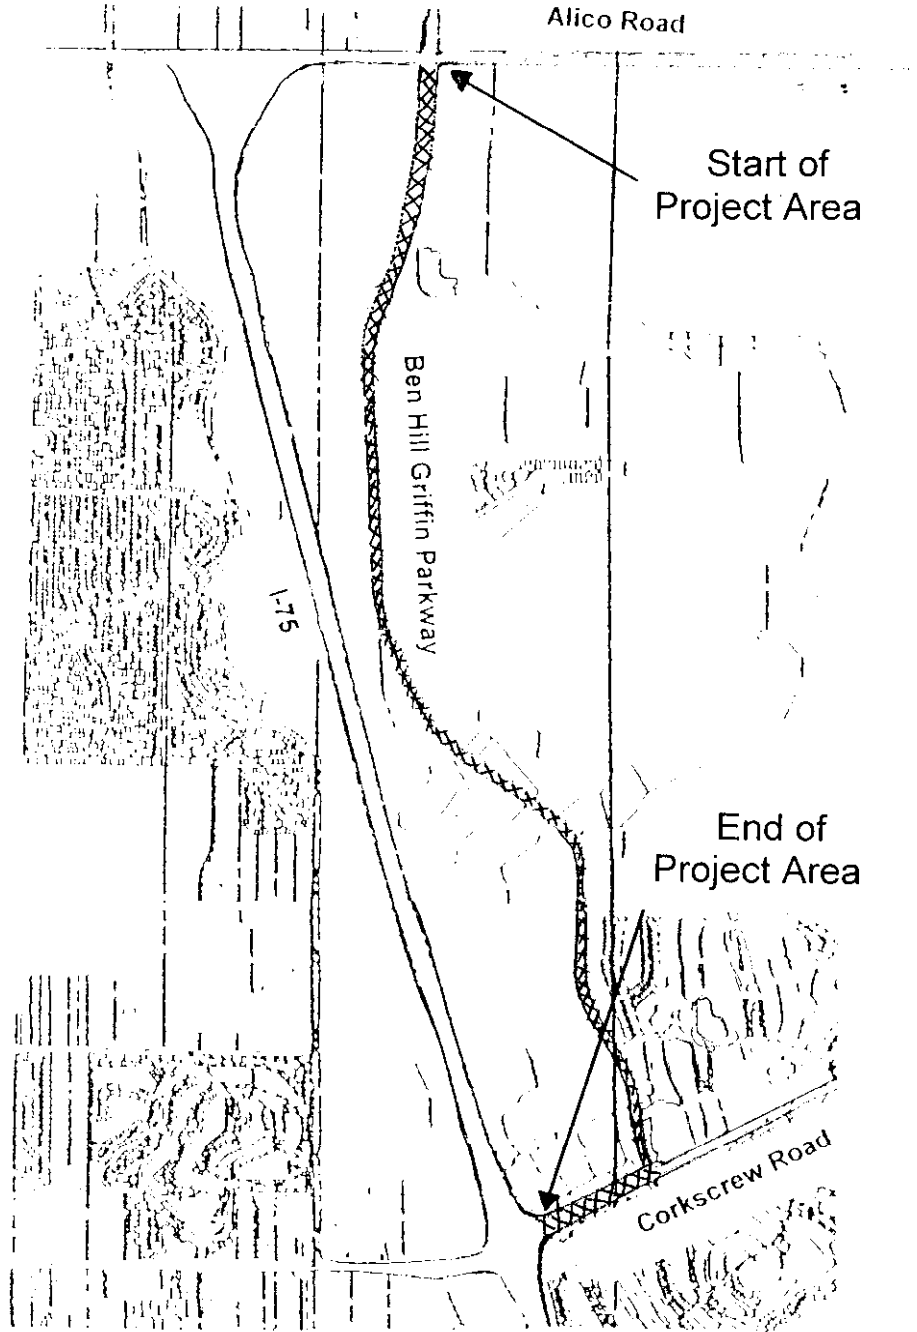 Alico Road
Start of
Project Area
Ben Hill Griffin Parkway
I-75
End of
Project Area
Corkscrew Road